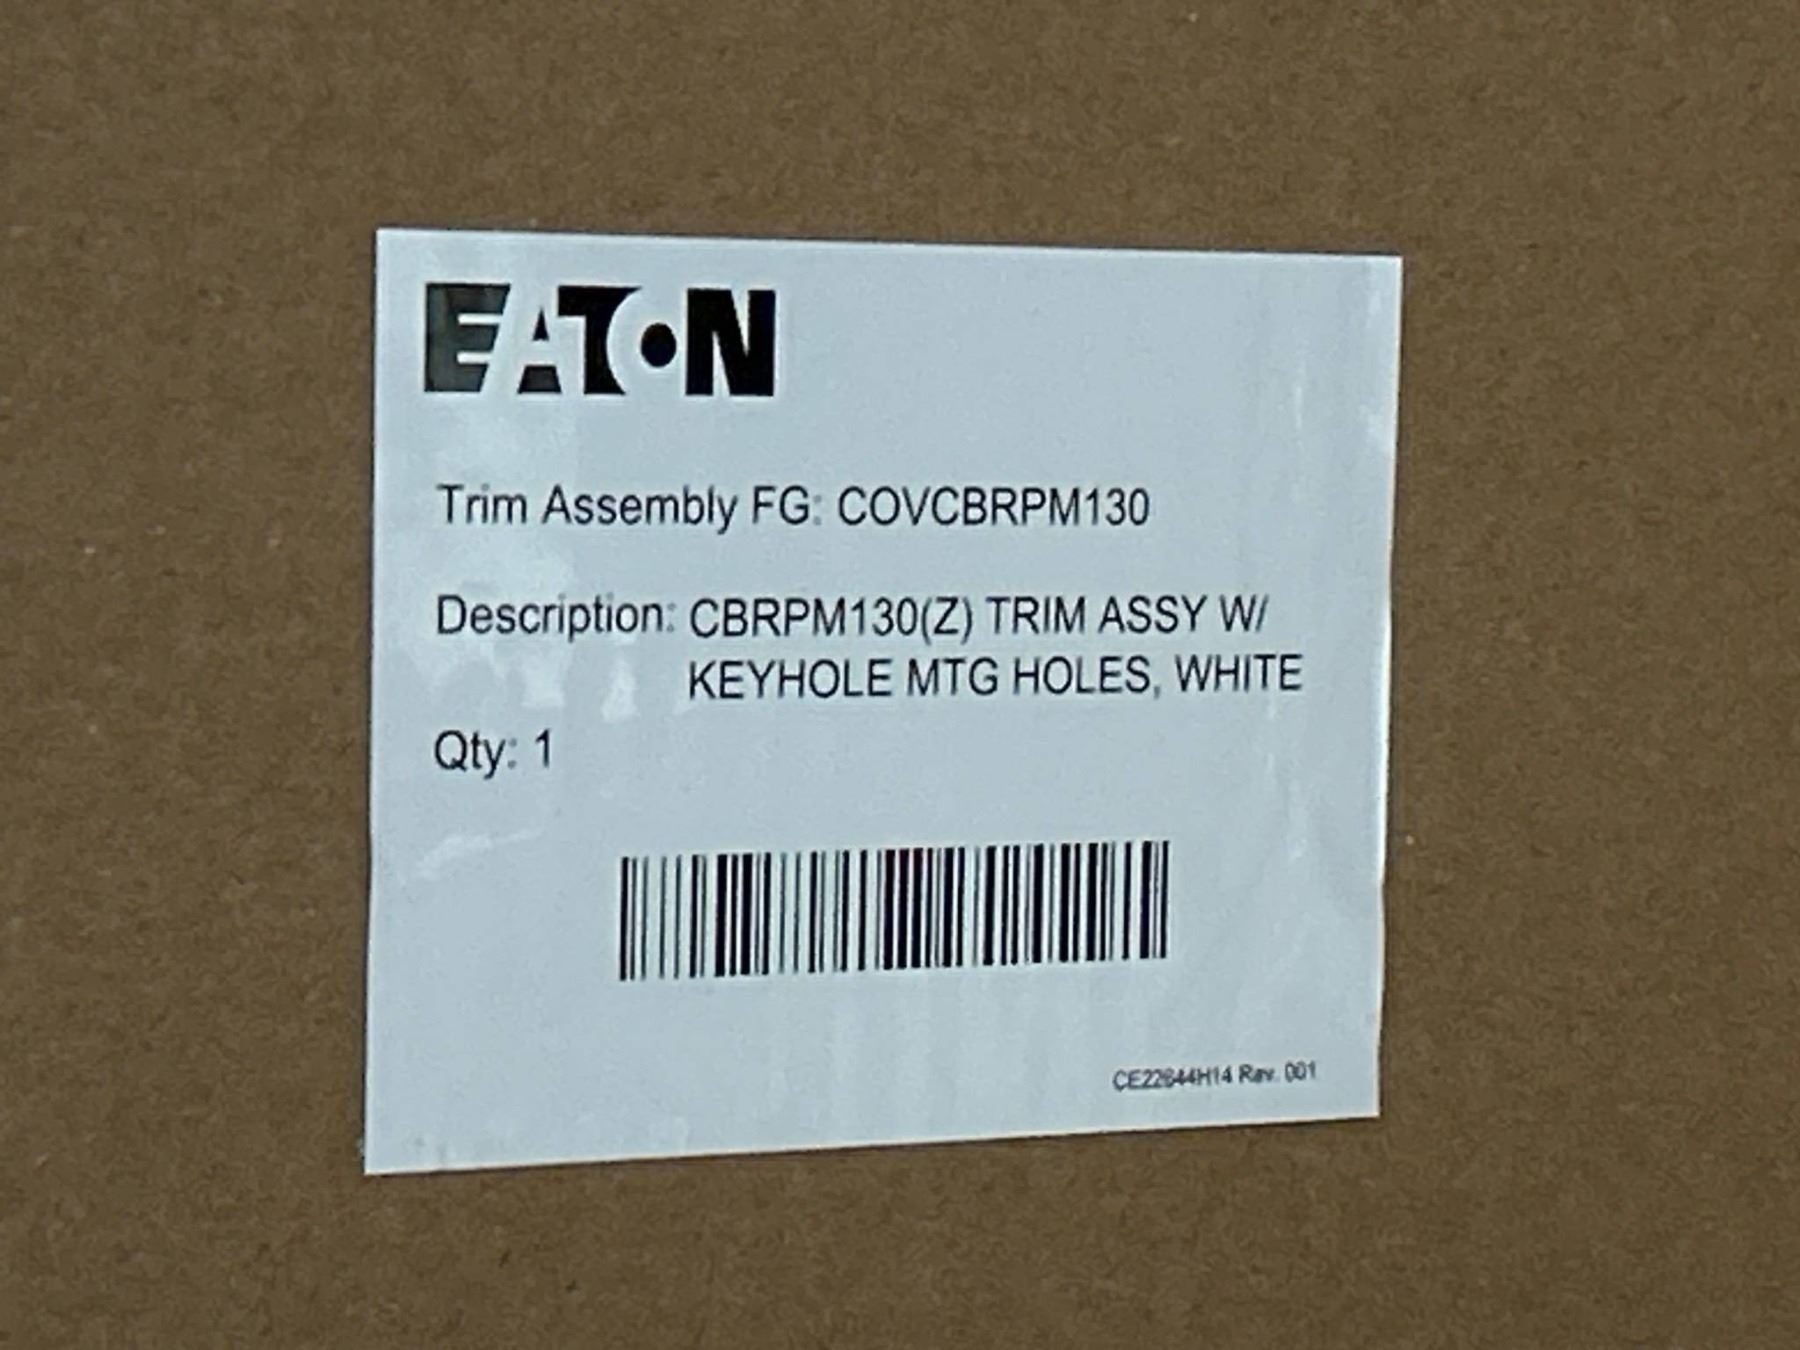 EATON
Trim Assembly FG: COVCBRPM130
Description: CBRPM130(Z) TRIM ASSY W/
KEYHOLE MTG HOLES, WHITE
Qty: 1
CE22644H14 Rev. 001